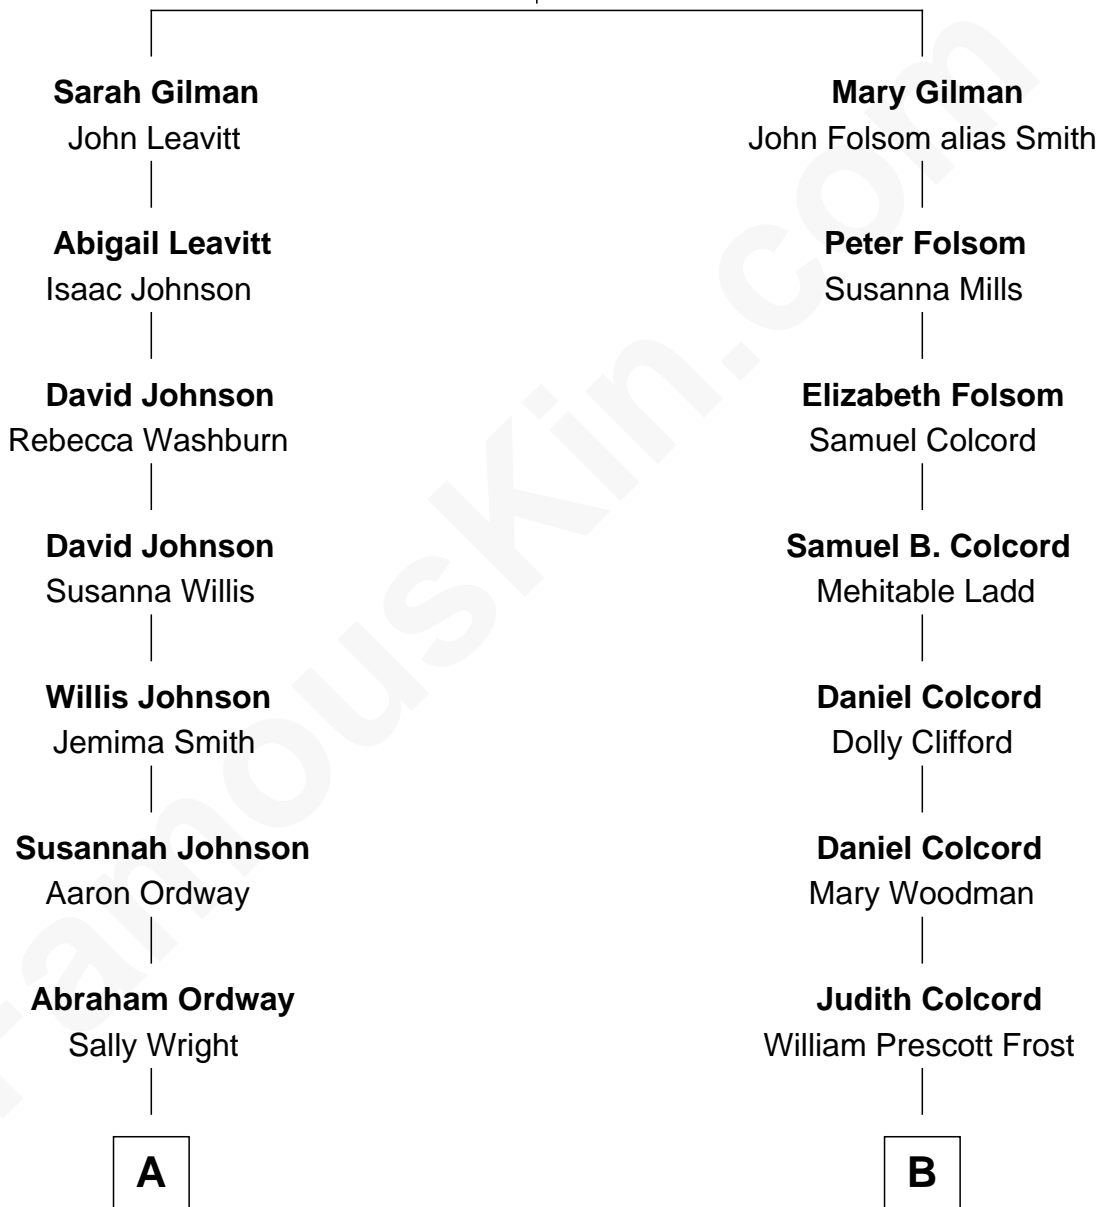 Sarah Gilman
John Leavitt
Abigail Leavitt
Isaac Johnson
David Johnson
Rebecca Washburn
David Johnson
Susanna Willis
Willis Johnson
Jemima Smith
Susannah Johnson
Aaron Ordway
Abraham Ordway
Sally Wright
A
Mary Gilman
John Folsom alias Smith
Peter Folsom
Susanna Mills
Elizabeth Folsom
Samuel Colcord
Samuel B. Colcord
Mehitable Ladd
Daniel Colcord
Dolly Clifford
Daniel Colcord
Mary Woodman
Judith Colcord
William Prescott Frost
B
FamousKin.com